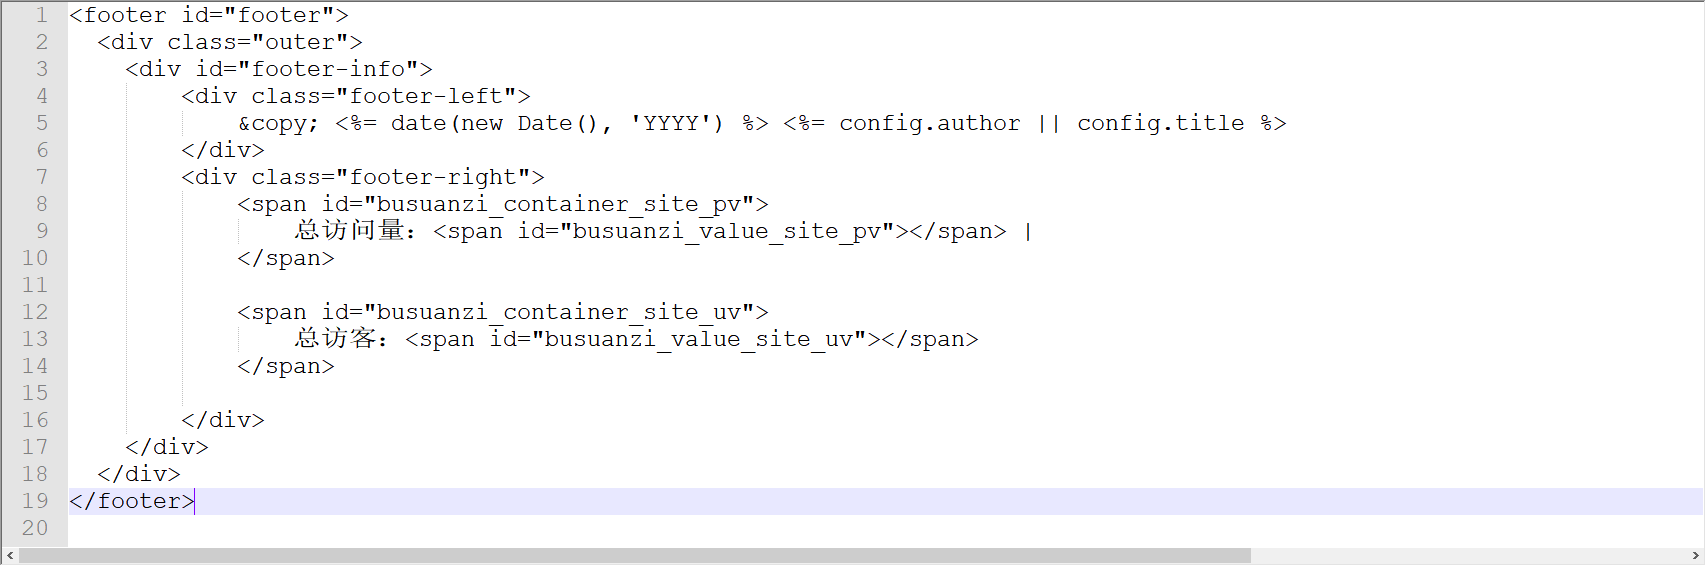 1 <footer id="footer">
2   <div class="outer">
3     <div id="footer-info">
4         <div class="footer-left">
5             &copy; <%= date(new Date(), 'YYYY') %> <%= config.author || config.title %>
6         </div>
7         <div class="footer-right">
8             <span id="busuanzi_container_site_pv">
9                 总访问量：<span id="busuanzi_value_site_pv"></span> |
10             </span>
11
12             <span id="busuanzi_container_site_uv">
13                 总访客：<span id="busuanzi_value_site_uv"></span>
14             </span>
15
16         </div>
17     </div>
18   </div>
19 </footer>
20